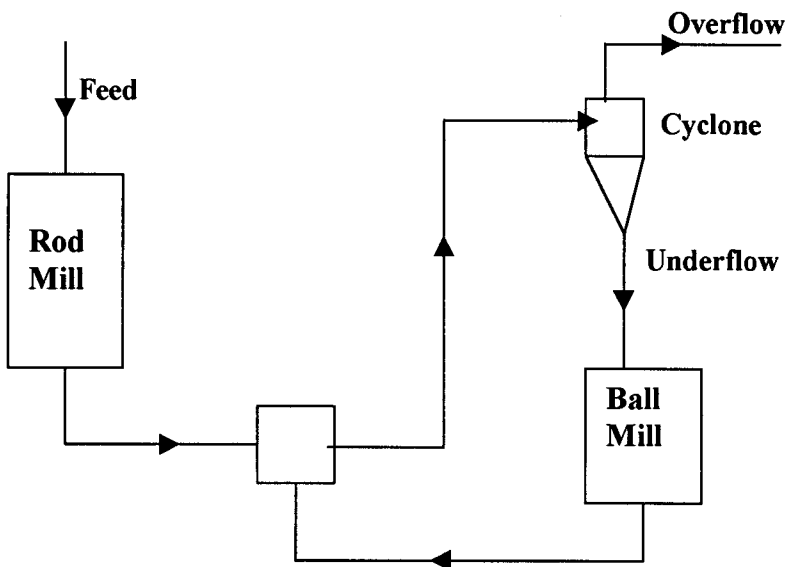 Overflow
Feed
Cyclone
Rod
Mill
Underflow
Ball
Mill